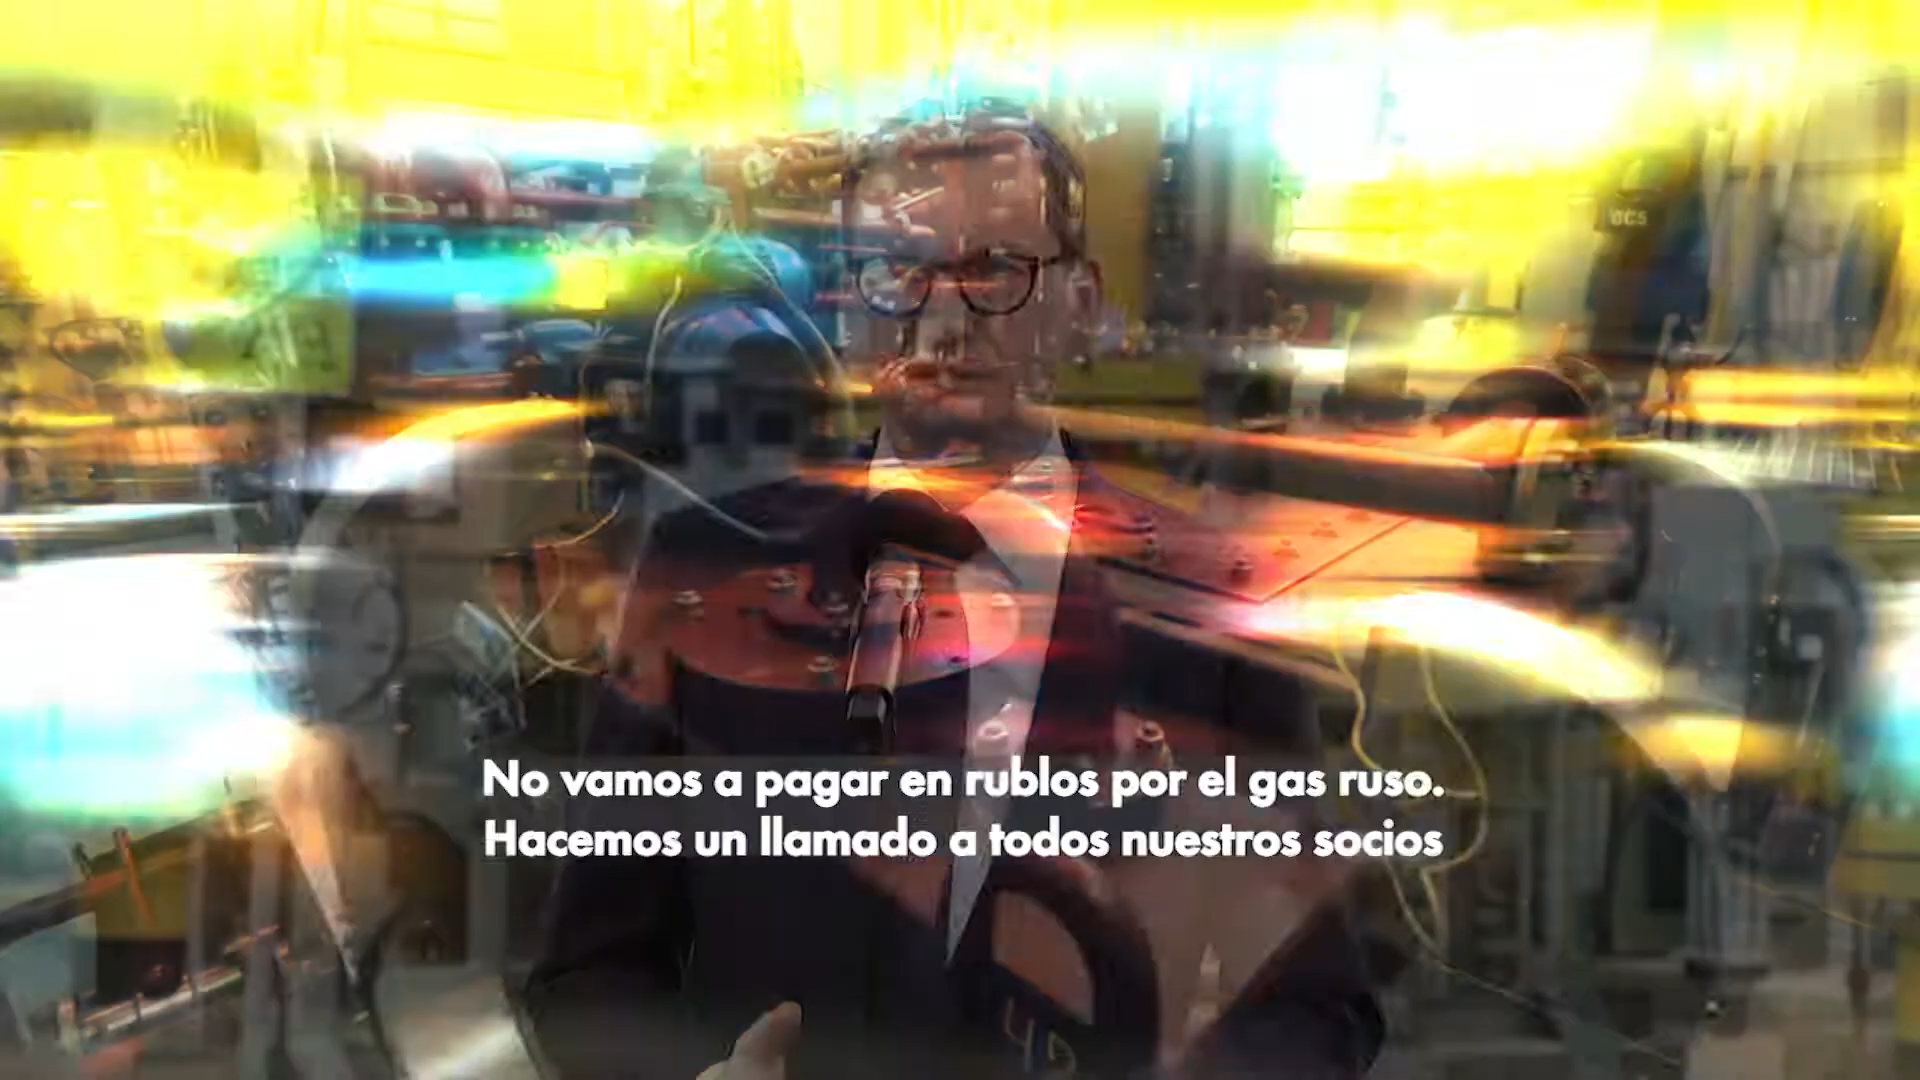 No vamos a pagar en rublos por el gas ruso.
Hacemos un llamado a todos nuestros socios